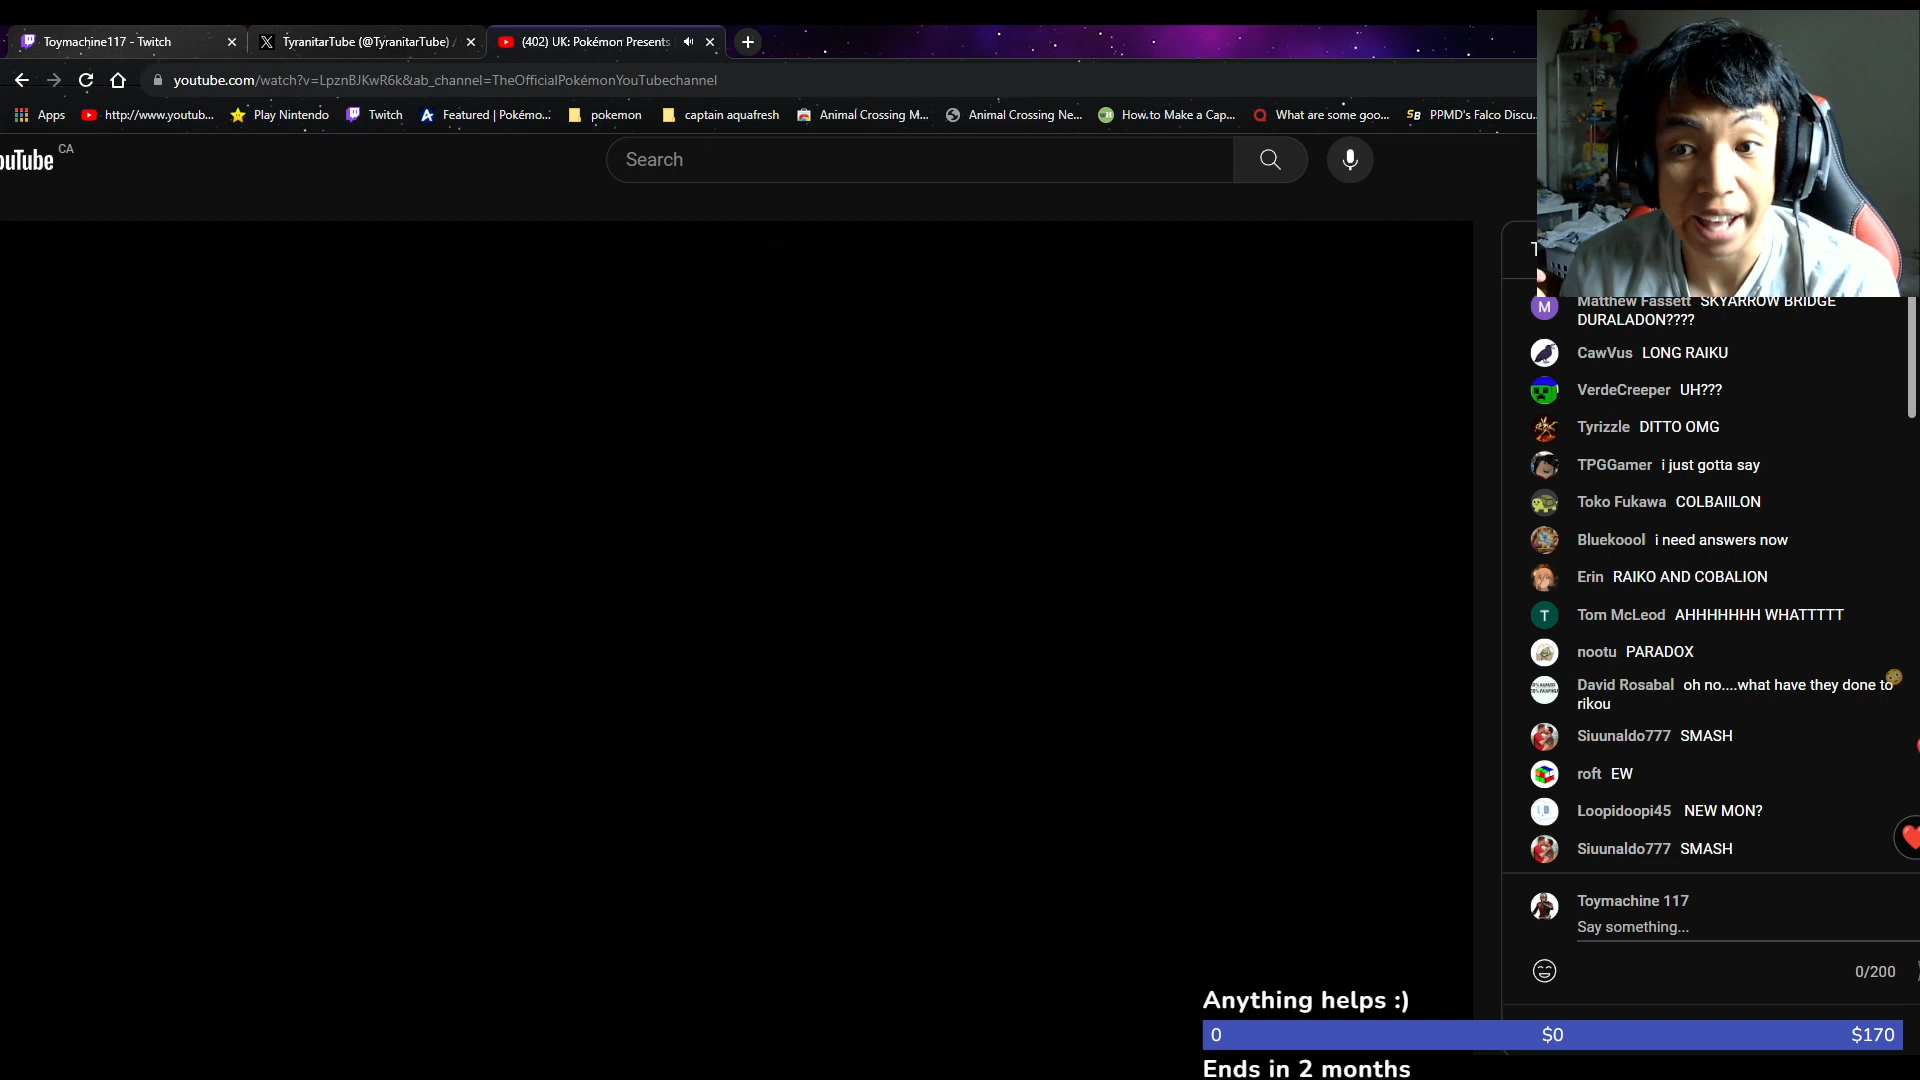 Toymachine117 - Twitch
TyranitarTube (@TyranitarTube) /
(402) UK: Pokémon Presents
youtube.com/watch?v=LpznBJKwR6k&ab_channel=TheOfficialPokémonYouTubechannel
Apps
http://www.youtub...
Play Nintendo
Twitch
Featured | Pokémo...
pokemon
captain aquafresh
Animal Crossing M...
Animal Crossing Ne...
How to Make a Cap...
What are some goo...
PPMD's Falco Discu...
ouTube CA
Search
T
Matthew Fassett SKYARROW BRIDGE
DURALADON????
CawVus LONG RAIKU
VerdeCreeper UH???
Tyrizzle DITTO OMG
TPGGamer i just gotta say
Toko Fukawa COLBAIILON
Bluekoool i need answers now
Erin RAIKO AND COBALION
Tom McLeod AHHHHHHH WHATTTTT
nootu PARADOX
David Rosabal oh no....what have they done to
rikou
Siuunaldo777 SMASH
roft EW
Loopidoopi45 NEW MON?
Siuunaldo777 SMASH
Toymachine 117
Say something...
0/200
Anything helps :)
0 $0 $170
Ends in 2 months